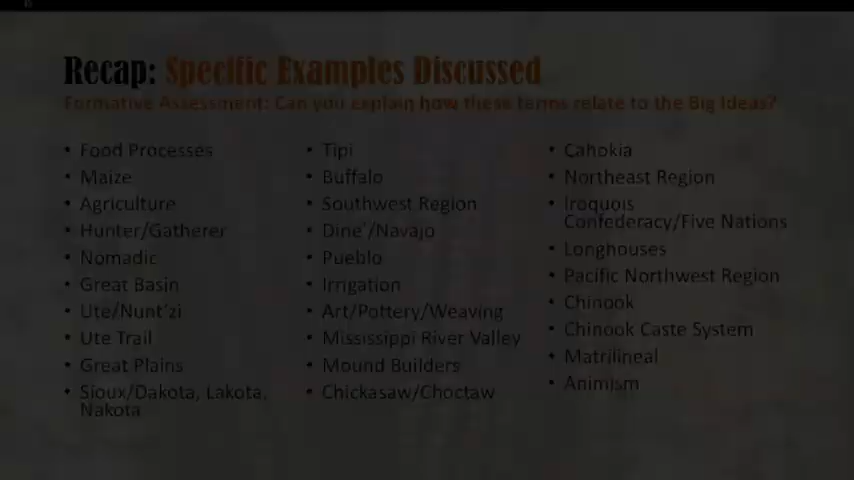 Recap: Specific Examples Discussed
Formative Assessment: Can you explain how these terms relate to the Big Ideas?
• Food Processes
• Maize
• Agriculture
• Hunter/Gatherer
• Nomadic
• Great Basin
• Ute/Nunt'zi
• Ute Trail
• Great Plains
• Sioux/Dakota, Lakota,
Nakota
• Tipi
• Buffalo
• Southwest Region
• Dine'/Navajo
• Pueblo
• Irrigation
• Art/Pottery/Weaving
• Mississippi River Valley
• Mound Builders
• Chickasaw/Choctaw
• Cahokia
• Northeast Region
• Iroquois
Confederacy/Five Nations
• Longhouses
• Pacific Northwest Region
• Chinook
• Chinook Caste System
• Matrilineal
• Animism